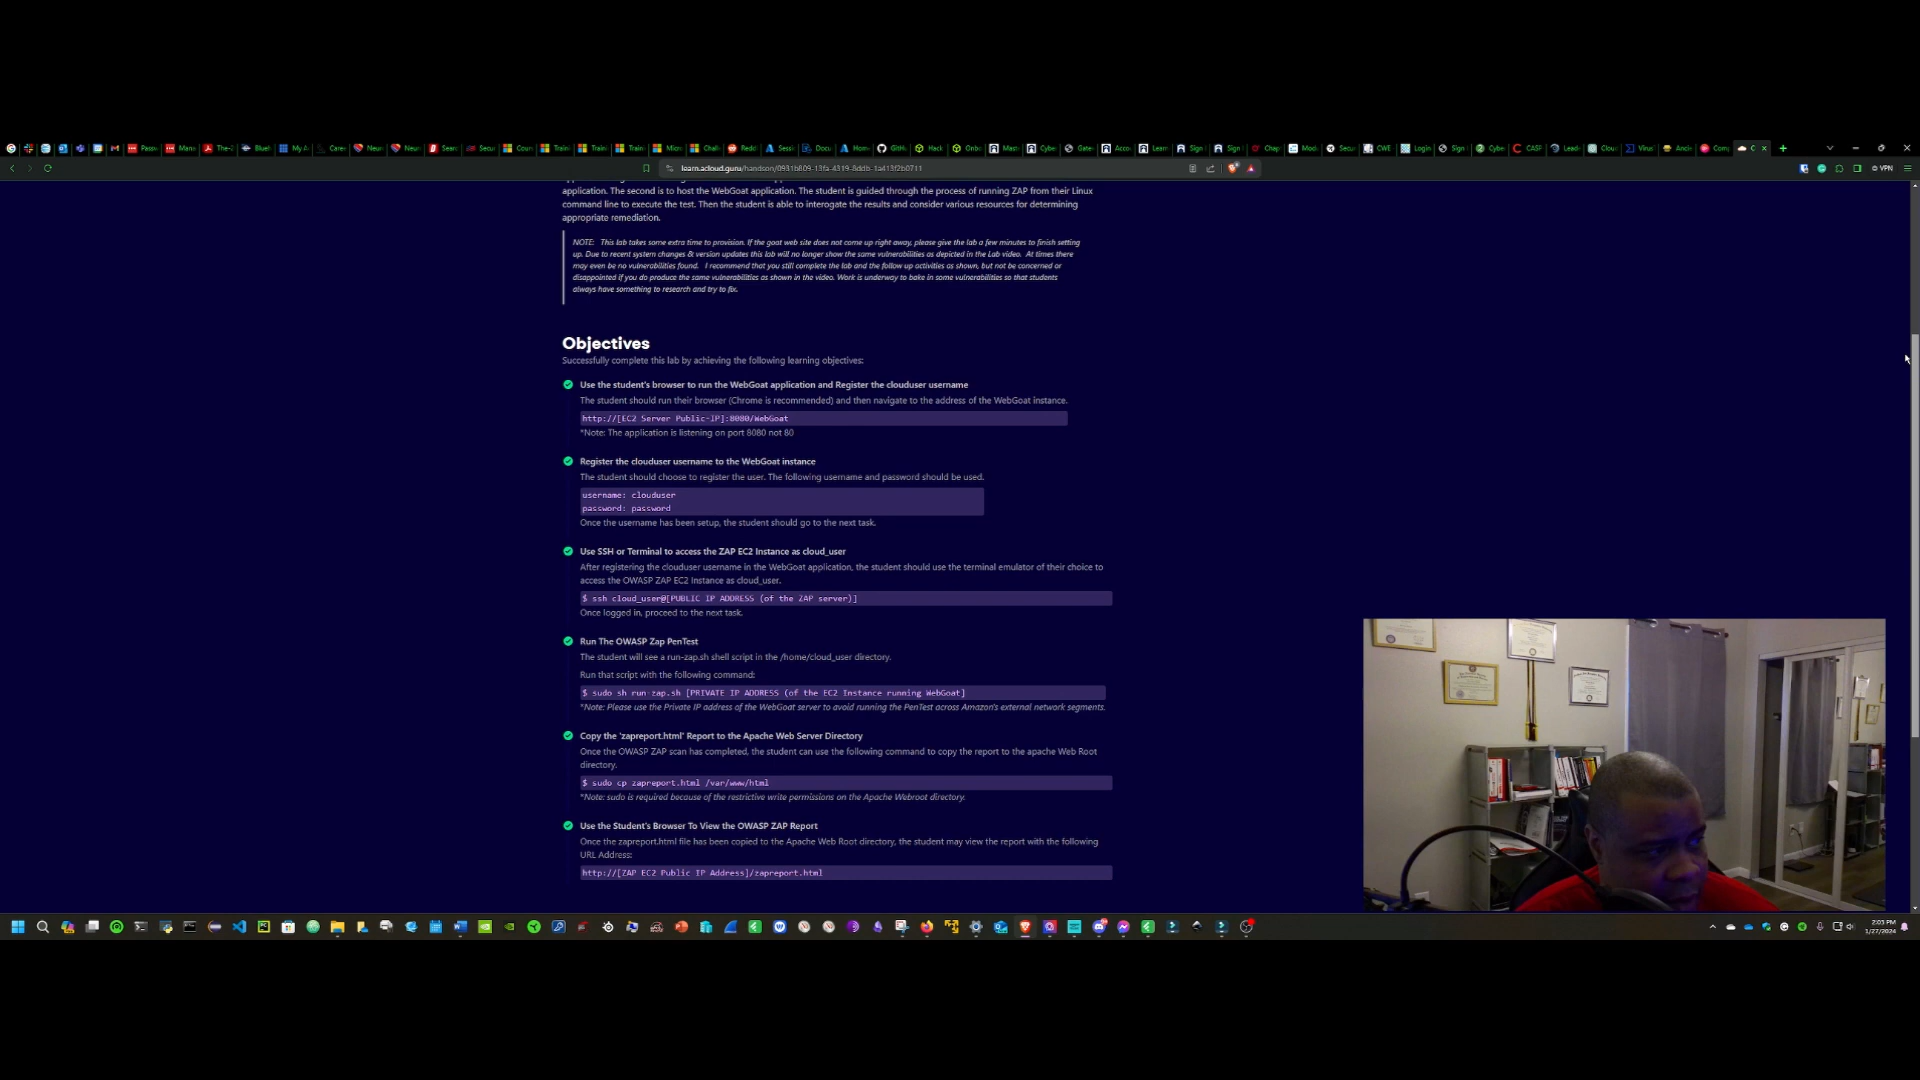 learn.acloud.guru/handson/0931b809-13fa-4319-8ddb-1a413f2b0711
VPN
application. The second is to host the WebGoat application. The student is guided through the process of running ZAP from their Linux
command line to execute the test. Then the student is able to interogate the results and consider various resources for determining
appropriate remediation.
NOTE: This lab takes some extra time to provision. If the goat web site does not come up right away, please give the lab a few minutes to finish setting
up. Due to recent system changes & version updates this lab will no longer show the same vulnerabilities as depicted in the Lab video. At times there
may even be no vulnerabilities found. I recommend that you still complete the lab and the follow up activities as shown, but not be concerned or
disappointed if you do produce the same vulnerabilities as shown in the video. Work is underway to bake in some vulnerabilities so that students
always have something to research and try to fix.
Objectives
Successfully complete this lab by achieving the following learning objectives:
Use the student's browser to run the WebGoat application and Register the clouduser username
The student should run their browser (Chrome is recommended) and then navigate to the address of the WebGoat instance.
http://[EC2 Server Public-IP]:8080/WebGoat
*Note: The application is listening on port 8080 not 80
Register the clouduser username to the WebGoat instance
The student should choose to register the user. The following username and password should be used.
username: clouduser
password: password
Once the username has been setup, the student should go to the next task.
Use SSH or Terminal to access the ZAP EC2 Instance as cloud_user
After registering the clouduser username in the WebGoat application, the student should use the terminal emulator of their choice to
access the OWASP ZAP EC2 Instance as cloud_user.
$ ssh cloud_user@[PUBLIC IP ADDRESS (of the ZAP server)]
Once logged in, proceed to the next task.
Run The OWASP Zap PenTest
The student will see a run-zap.sh shell script in the /home/cloud_user directory.
Run that script with the following command:
$ sudo sh run-zap.sh [PRIVATE IP ADDRESS (of the EC2 Instance running WebGoat]
*Note: Please use the Private IP address of the WebGoat server to avoid running the PenTest across Amazon's external network segments.
Copy the 'zapreport.html' Report to the Apache Web Server Directory
Once the OWASP ZAP scan has completed, the student can use the following command to copy the report to the apache Web Root
directory.
$ sudo cp zapreport.html /var/www/html
*Note: sudo is required because of the restrictive write permissions on the Apache Webroot directory.
Use the Student's Browser To View the OWASP ZAP Report
Once the zapreport.html file has been copied to the Apache Web Root directory, the student may view the report with the following
URL Address:
http://[ZAP EC2 Public IP Address]/zapreport.html
2:05 PM
1/27/2024